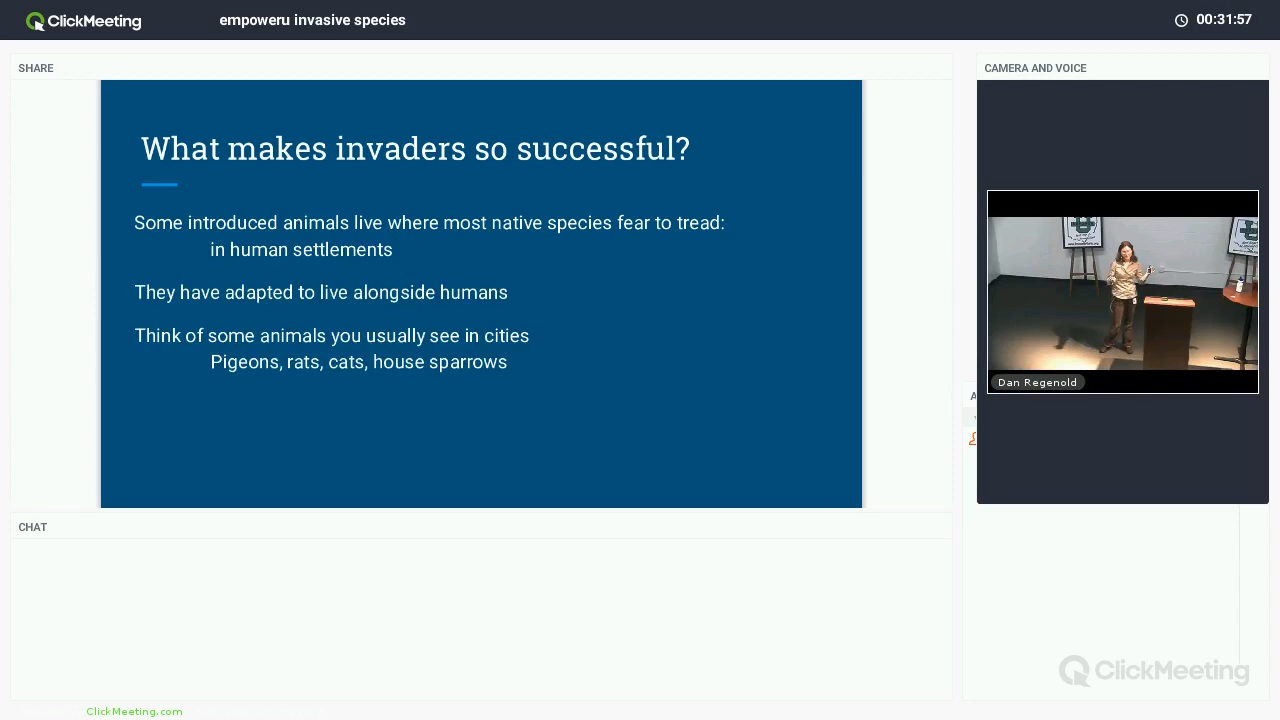 ClickMeeting
empoweru invasive species
00:31:57
SHARE
What makes invaders so successful?
Some introduced animals live where most native species fear to tread:
in human settlements
They have adapted to live alongside humans
Think of some animals you usually see in cities
Pigeons, rats, cats, house sparrows
CAMERA AND VOICE
Dan Regenold
CHAT
ClickMeeting
ClickMeeting.com